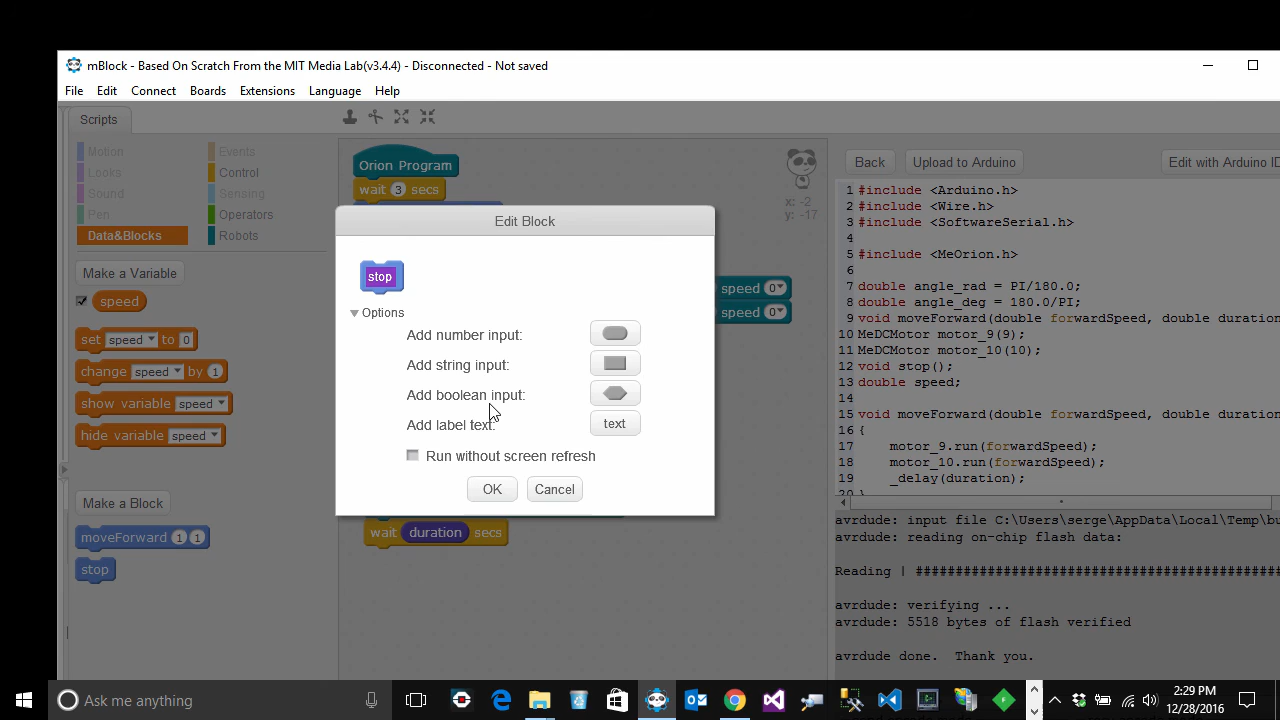 mBlock - Based On Scratch From the MIT Media Lab(v3.4.4) - Disconnected - Not saved
File Edit Connect Boards Extensions Language Help
Scripts
Motion
Looks
Sound
Pen
Data&Blocks
Events
Control
Sensing
Operators
Robots
Make a Variable
speed
set speed to 0
change speed by 1
show variable speed
hide variable speed
Make a Block
moveForward 1 1
stop
Orion Program
wait 3 secs
x: -2
y: -17
speed 0
speed 0
wait duration secs
Edit Block
stop
Options
Add number input:
Add string input:
Add boolean input:
Add label text:
text
Run without screen refresh
OK Cancel
Back Upload to Arduino Edit with Arduino ID
1 #include <Arduino.h>
2 #include <Wire.h>
3 #include <SoftwareSerial.h>
4
5 #include <MeOrion.h>
6
7 double angle_rad = PI/180.0;
8 double angle_deg = 180.0/PI;
9 void moveForward(double forwardSpeed, double duration
10 MeDCMotor motor_9(9);
11 MeDCMotor motor_10(10);
12 void stop();
13 double speed;
14
15 void moveForward(double forwardSpeed, double duration
16 {
17 motor_9.run(forwardSpeed);
18 motor_10.run(forwardSpeed);
19 _delay(duration);
20 }
avrdude: input file C:\Users\serge\AppData\Local\Temp\bu
avrdude: reading on-chip flash data:
Reading | ###########################################
avrdude: verifying ...
avrdude: 5518 bytes of flash verified
avrdude done. Thank you.
Ask me anything
2:29 PM
12/28/2016